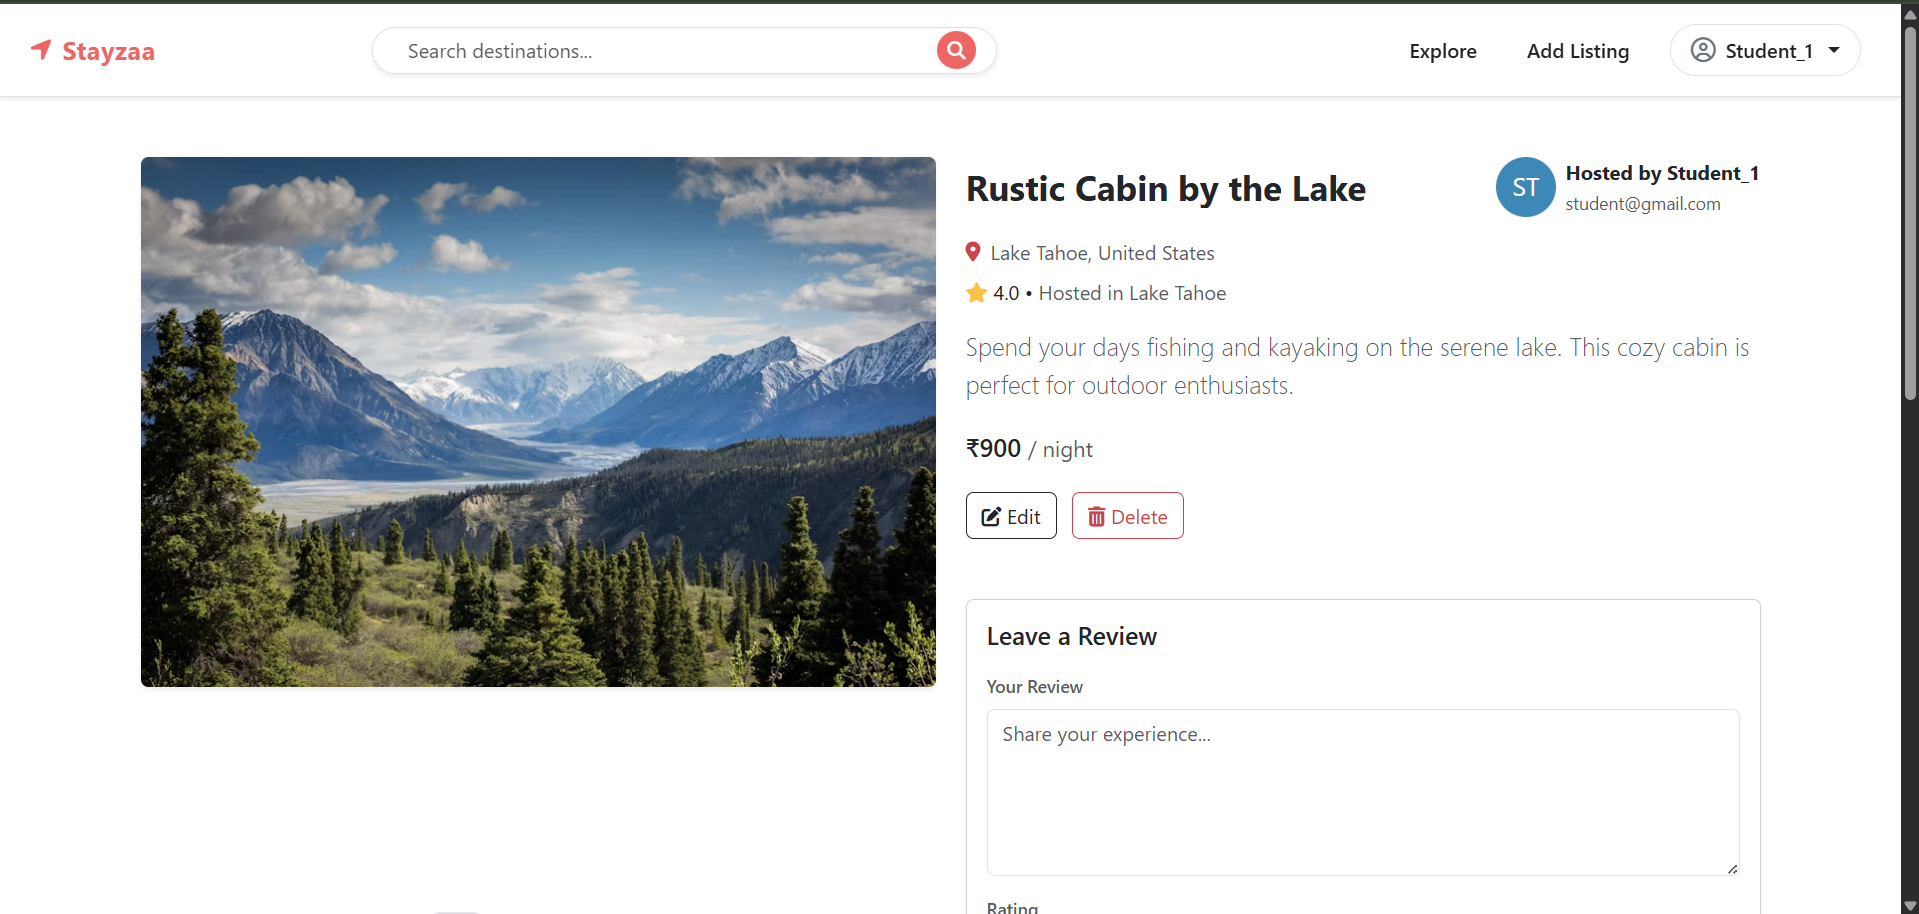 Stayzaa
Search destinations...
Explore
Add Listing
Student_1
Rustic Cabin by the Lake
ST
Hosted by Student_1
student@gmail.com
Lake Tahoe, United States
4.0 • Hosted in Lake Tahoe
Spend your days fishing and kayaking on the serene lake. This cozy cabin is
perfect for outdoor enthusiasts.
₹900 / night
Edit
Delete
Leave a Review
Your Review
Share your experience...
Rating